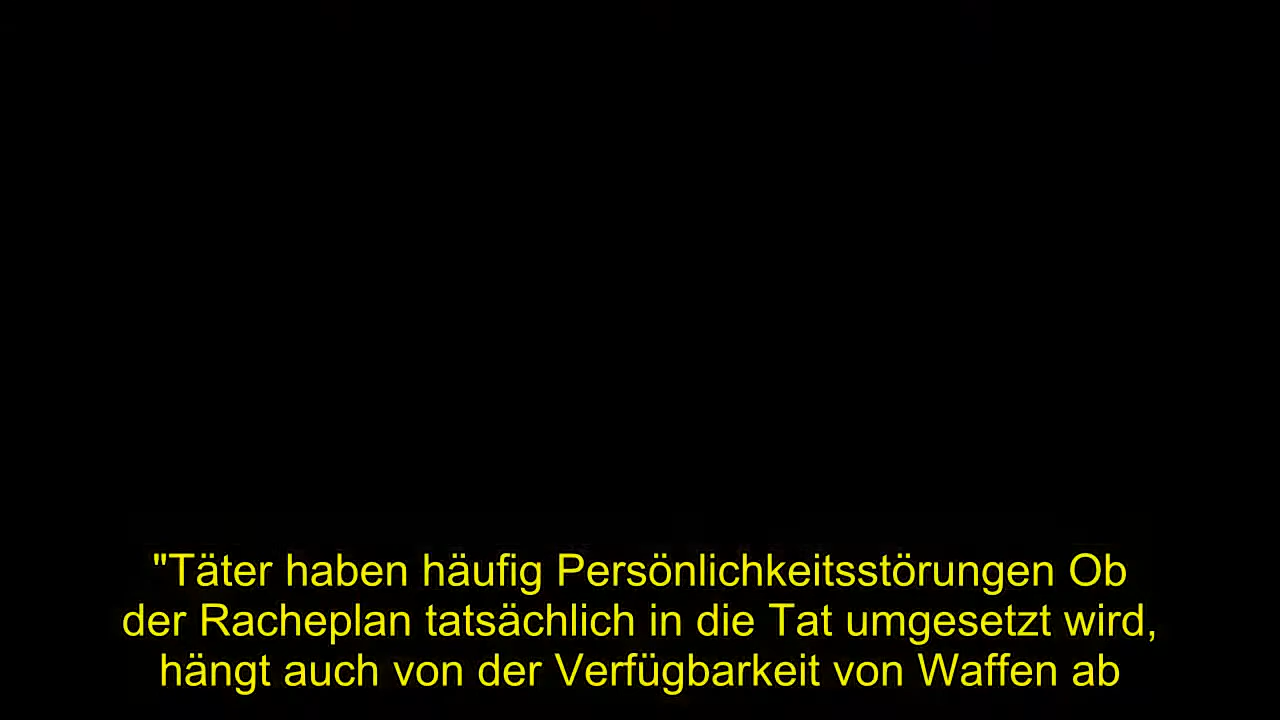 "Täter haben häufig Persönlichkeitsstörungen Ob
der Racheplan tatsächlich in die Tat umgesetzt wird,
hängt auch von der Verfügbarkeit von Waffen ab